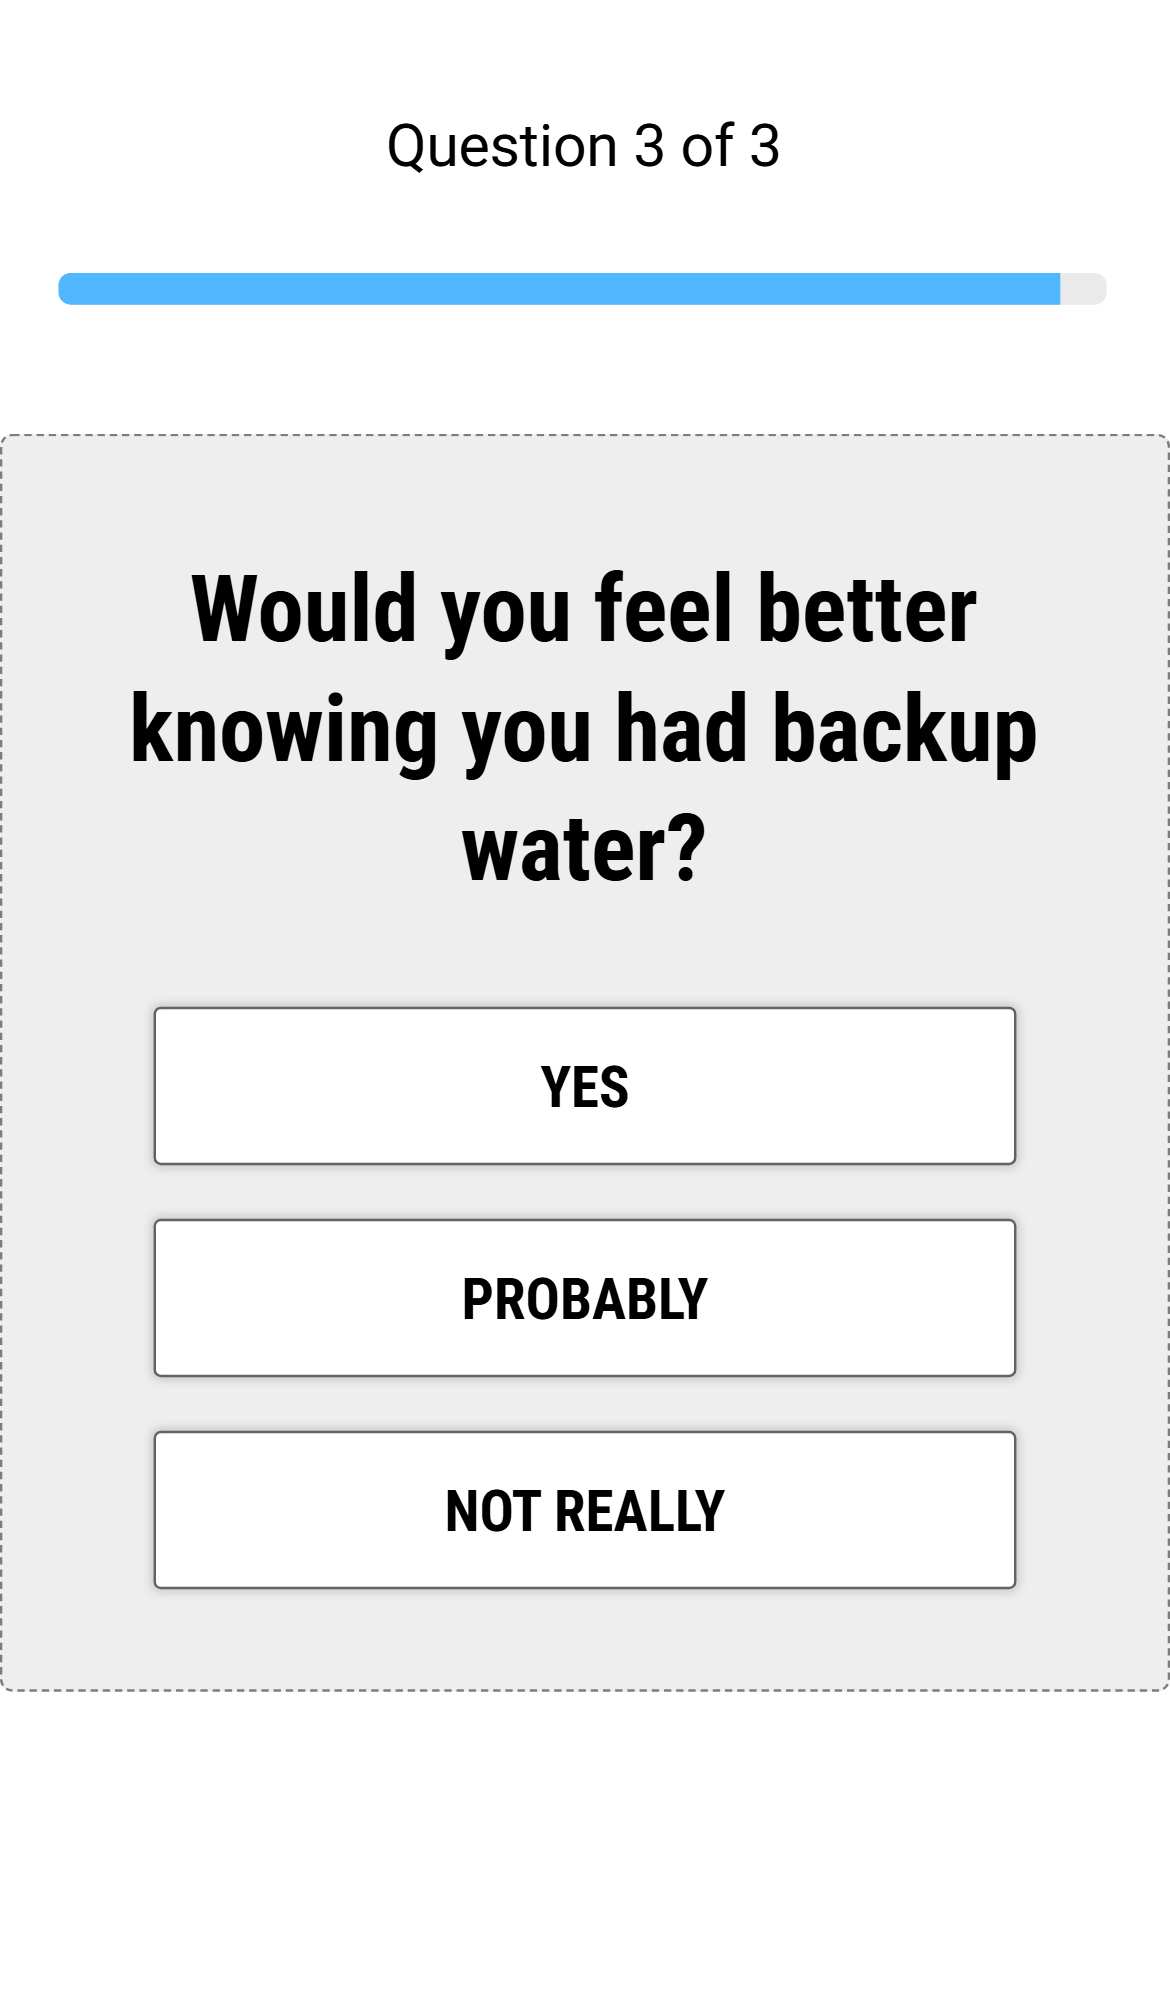 Question 3 of 3
Would you feel better
knowing you had backup
water?
YES
PROBABLY
NOT REALLY